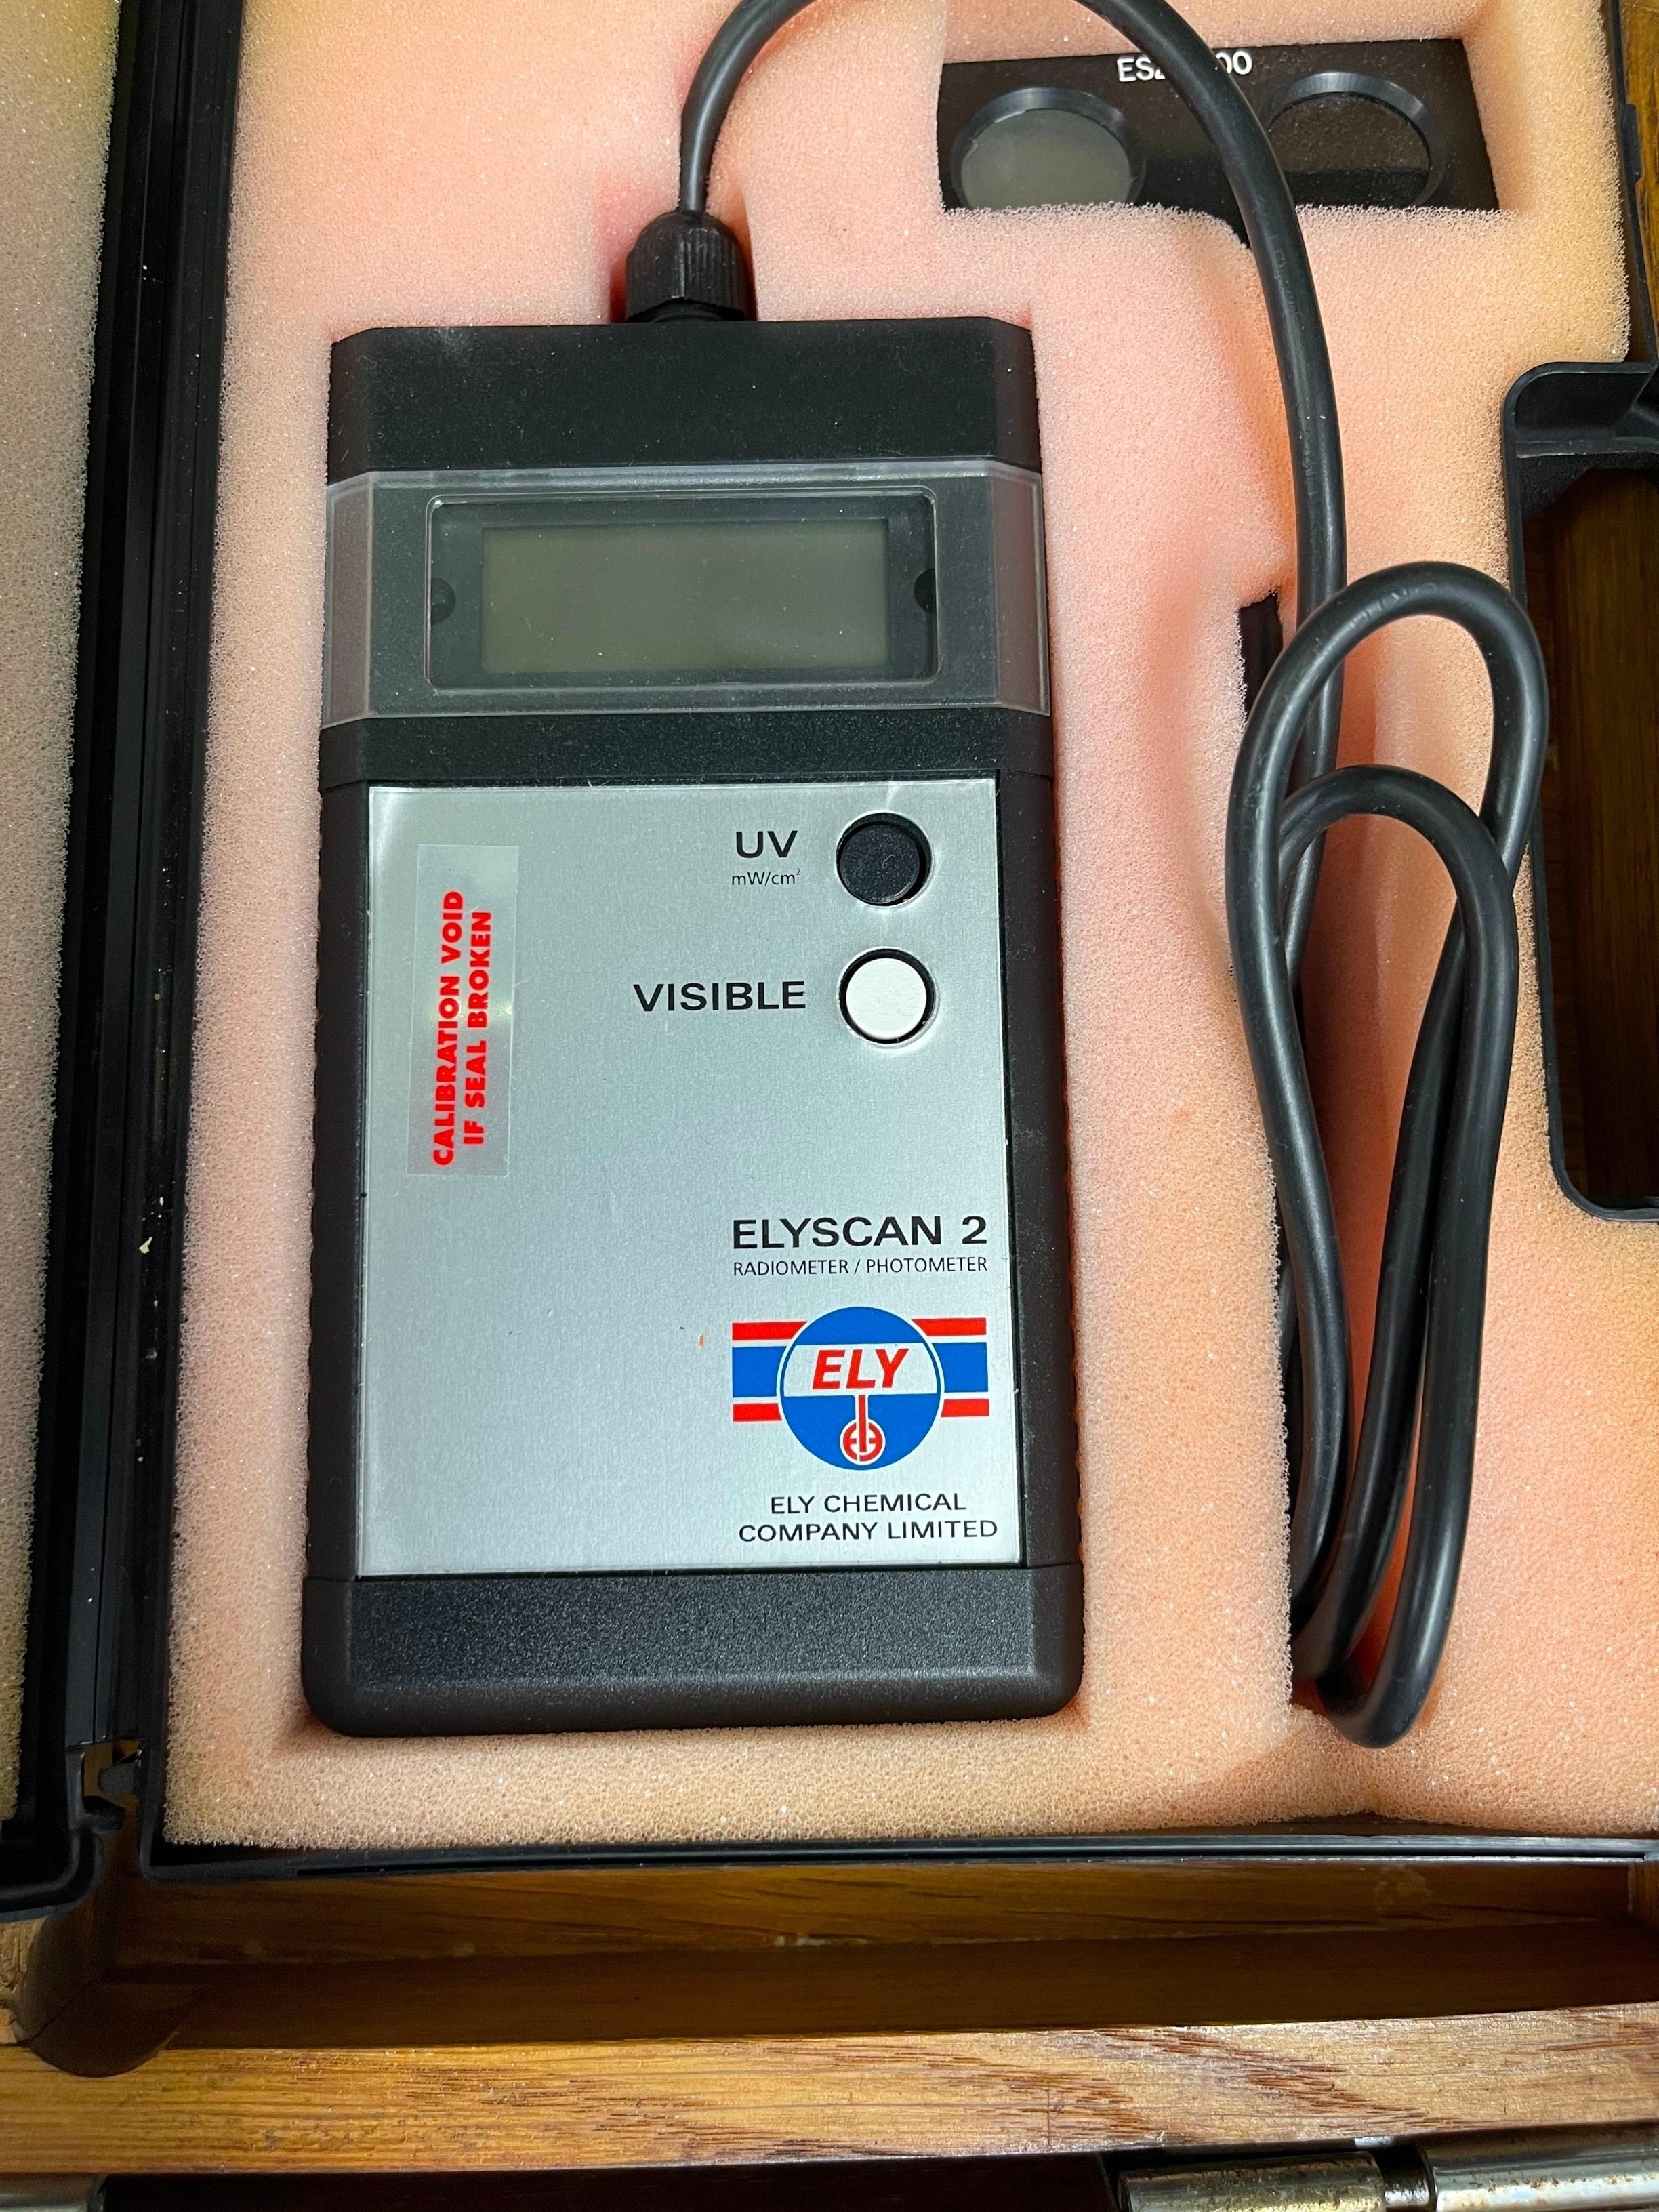 UV
mW/cm²
VISIBLE
CALIBRATION VOID
IF SEAL BROKEN
ELYSCAN 2
RADIOMETER / PHOTOMETER
ELY
ELY CHEMICAL
COMPANY LIMITED